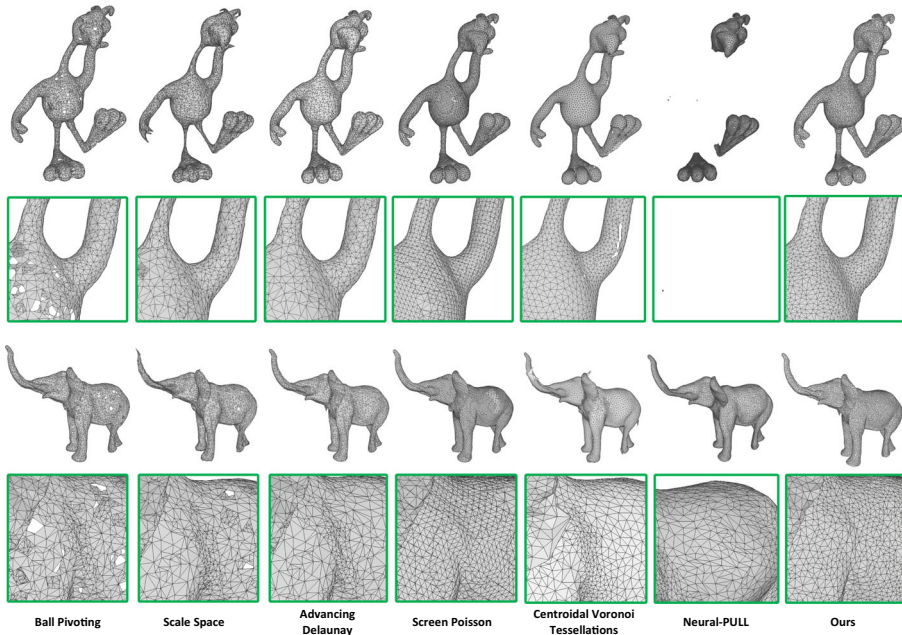 Ball Pivoting
Scale Space
Advancing
Delaunay
Screen Poisson
Centroidal Voronoi
Tessellations
Neural-PULL
Ours